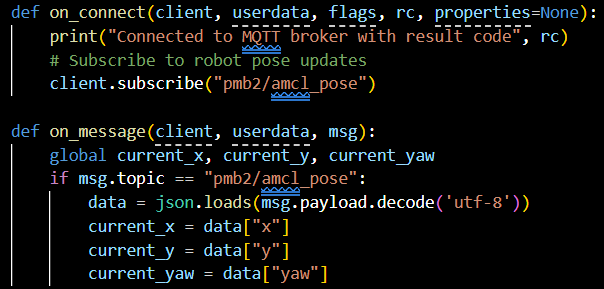 def on_connect(client, userdata, flags, rc, properties=None):
    print("Connected to MQTT broker with result code", rc)
    # Subscribe to robot pose updates
    client.subscribe("pmb2/amcl_pose")

def on_message(client, userdata, msg):
    global current_x, current_y, current_yaw
    if msg.topic == "pmb2/amcl_pose":
        data = json.loads(msg.payload.decode('utf-8'))
        current_x = data["x"]
        current_y = data["y"]
        current_yaw = data["yaw"]